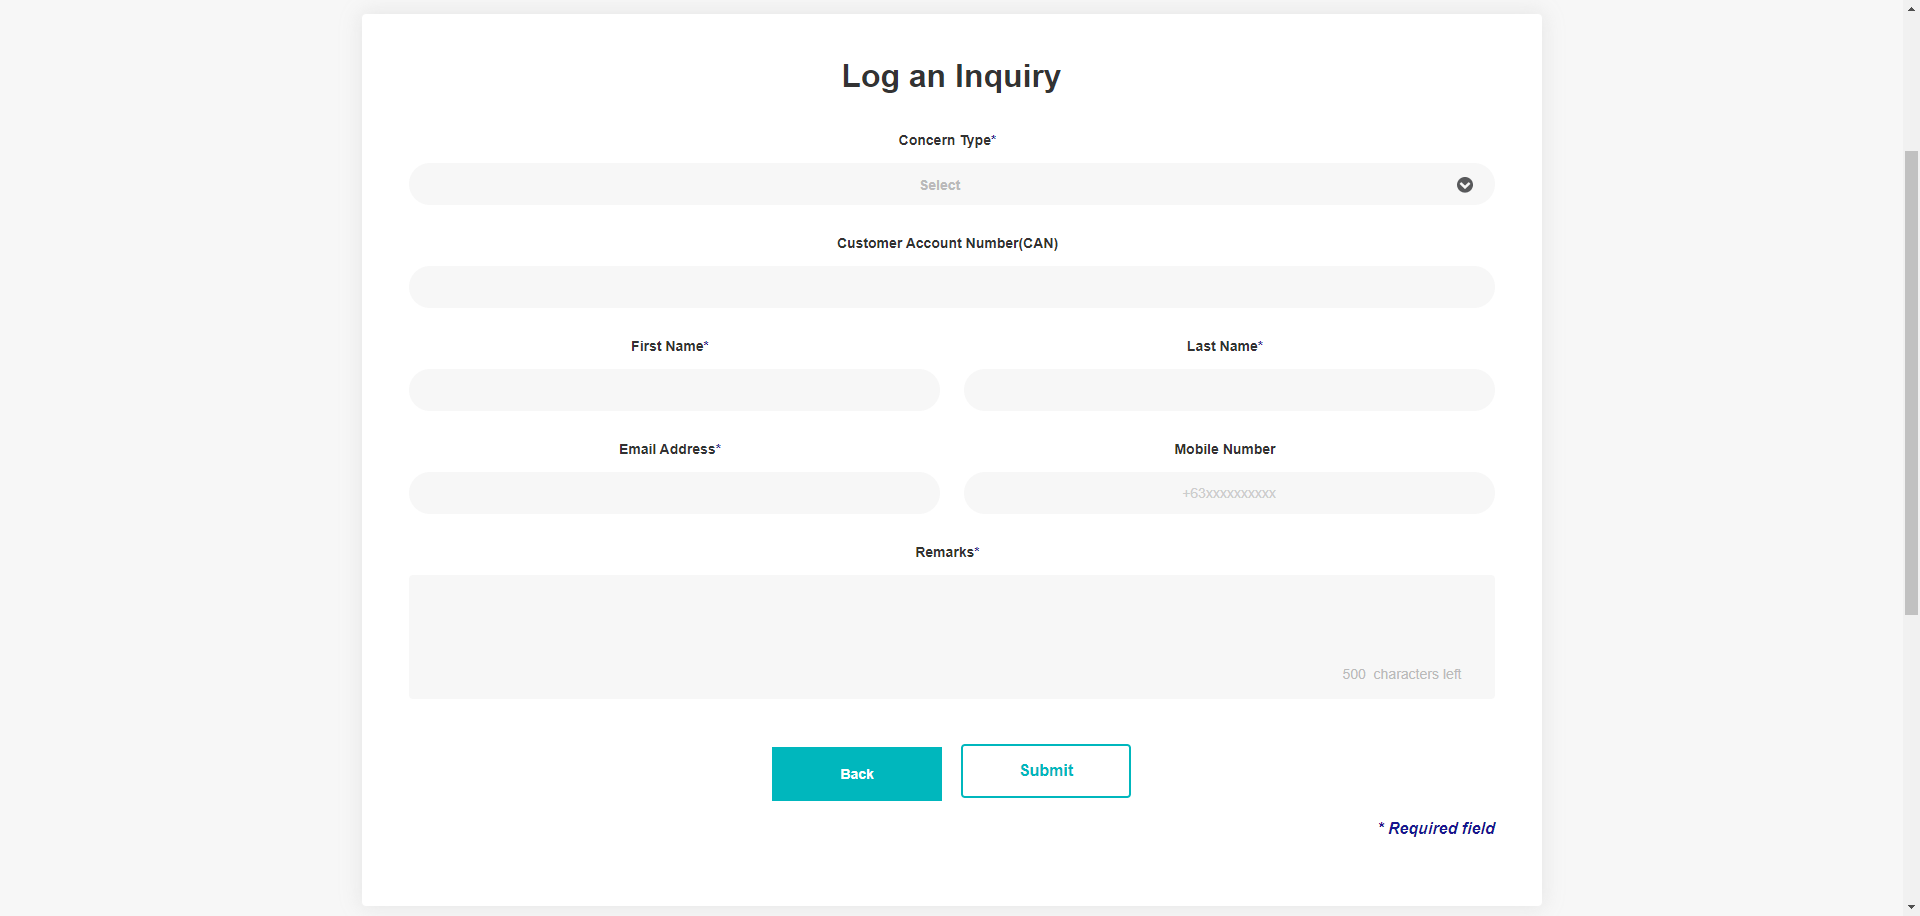 Log an Inquiry
Concern Type*
Select
Customer Account Number(CAN)
First Name*
Last Name*
Email Address*
Mobile Number
+63xxxxxxxxxx
Remarks*
500 characters left
Back
Submit
* Required field